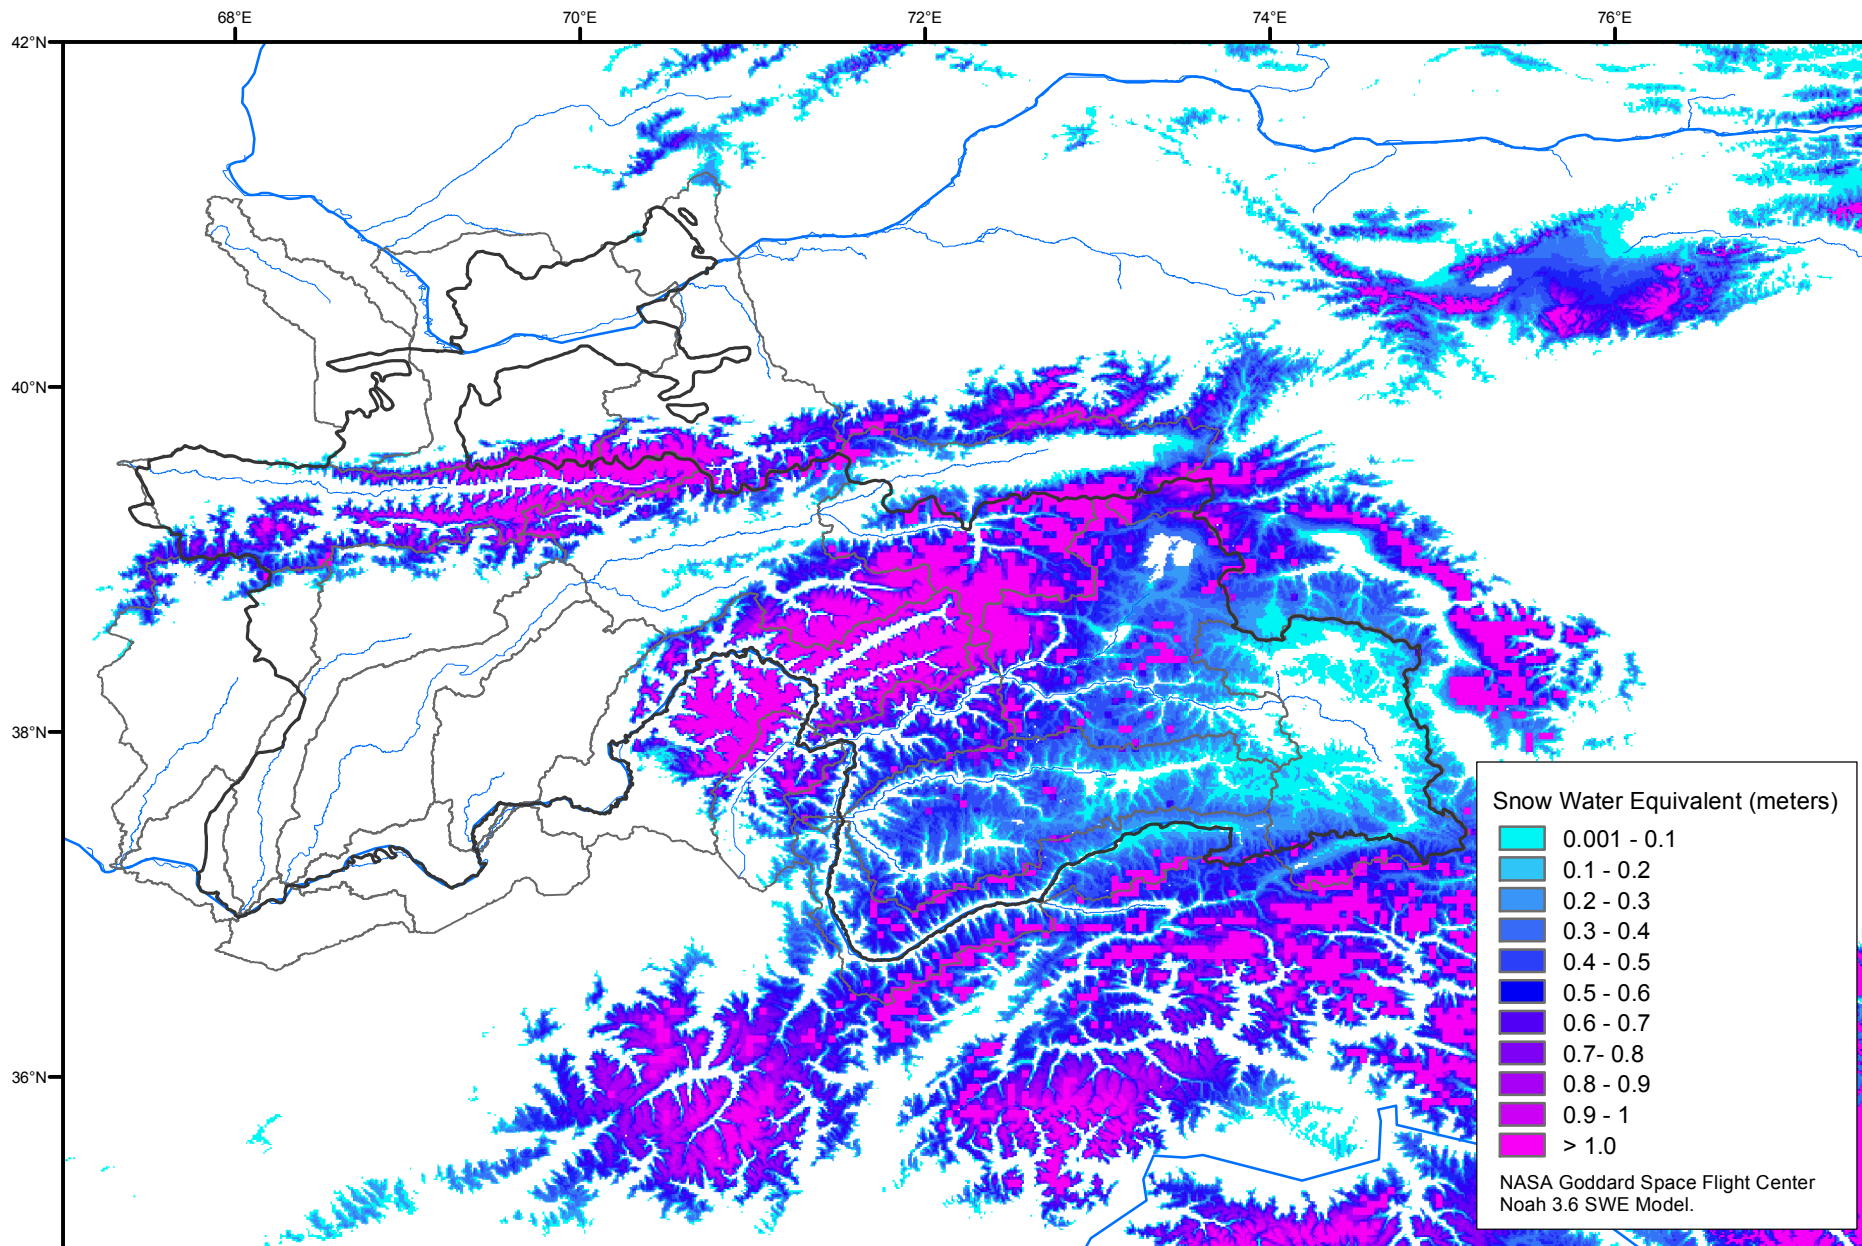 68°E
70°E
72°E
74°E
76°E
42°N
40°N
38°N
36°N
Snow Water Equivalent (meters)
0.001 - 0.1
0.1 - 0.2
0.2 - 0.3
0.3 - 0.4
0.4 - 0.5
0.5 - 0.6
0.6 - 0.7
0.7- 0.8
0.8 - 0.9
0.9 - 1
> 1.0
NASA Goddard Space Flight Center
Noah 3.6 SWE Model.